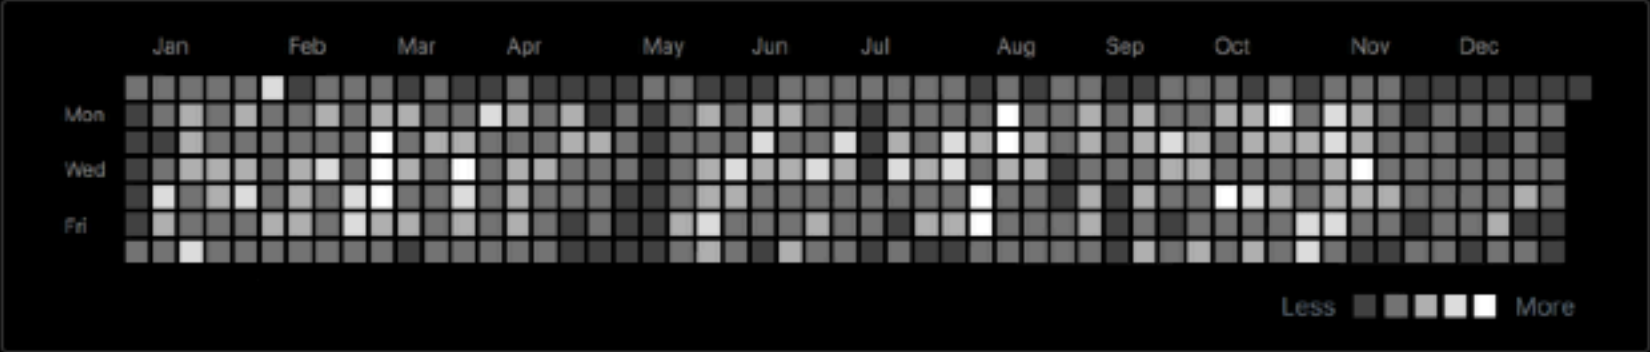 Jan Feb Mar Apr May Jun Jul Aug Sep Oct Nov Dec
Mon
Wed
Fri
Less More